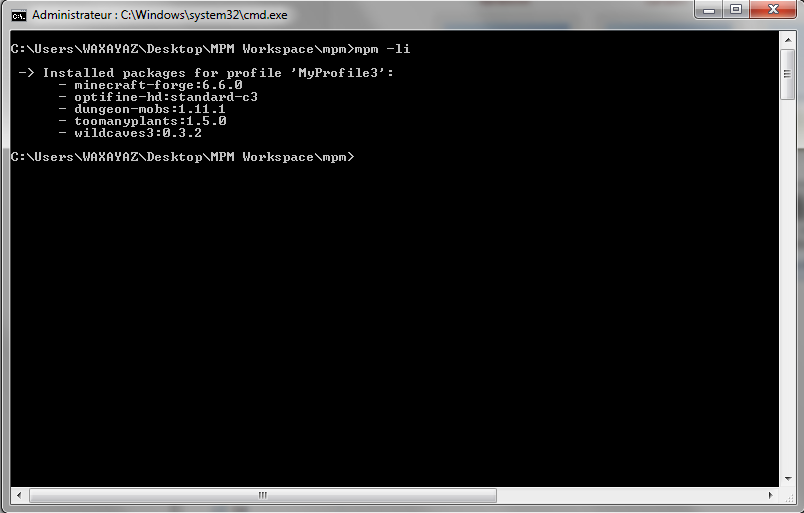 Administrateur : C:\Windows\system32\cmd.exe
C:\Users\WAXAYAZ\Desktop\MPM Workspace\mpm>mpm -li
-> Installed packages for profile 'MyProfile3':
- minecraft-forge:6.6.0
- optifine-hd:standard-c3
- dungeon-mobs:1.11.1
- toomanyplants:1.5.0
- wildcaves3:0.3.2
C:\Users\WAXAYAZ\Desktop\MPM Workspace\mpm>